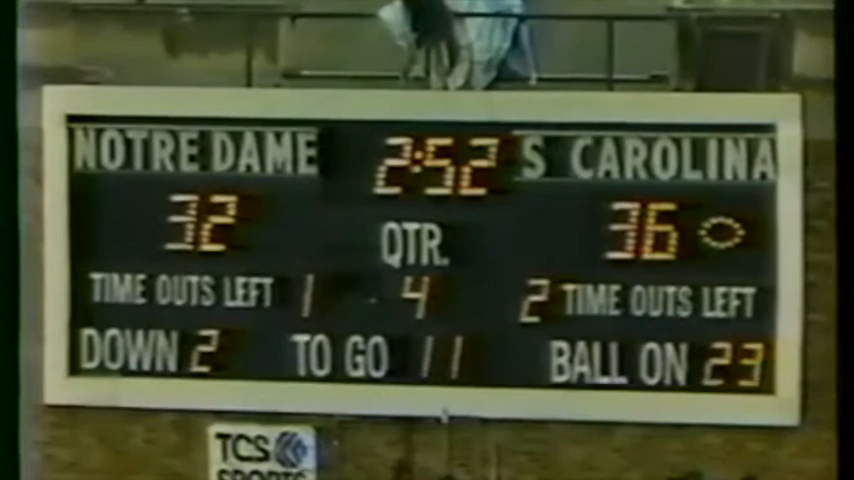 NOTRE DAME 2:52 S CAROLINA
32 QTR. 36
TIME OUTS LEFT 1 4 2 TIME OUTS LEFT
DOWN 2 TO GO 11 BALL ON 23
TCS
SPORTS